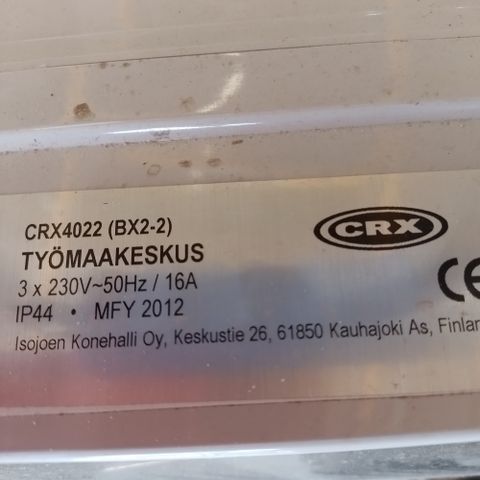 CRX4022 (BX2-2)
CRX
TYÖMAAKESKUS
3 x 230V~50Hz / 16A
CE
IP44 • MFY 2012
Isojoen Konehalli Oy, Keskustie 26, 61850 Kauhajoki As, Finlan